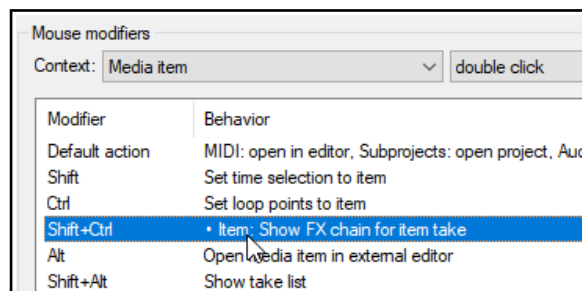 Mouse modifiers
Context: Media item double click
Modifier Behavior
Default action MIDI: open in editor, Subprojects: open project, Auc
Shift Set time selection to item
Ctrl Set loop points to item
Shift+Ctrl • Item: Show FX chain for item take
Alt Open media item in external editor
Shift+Alt Show take list